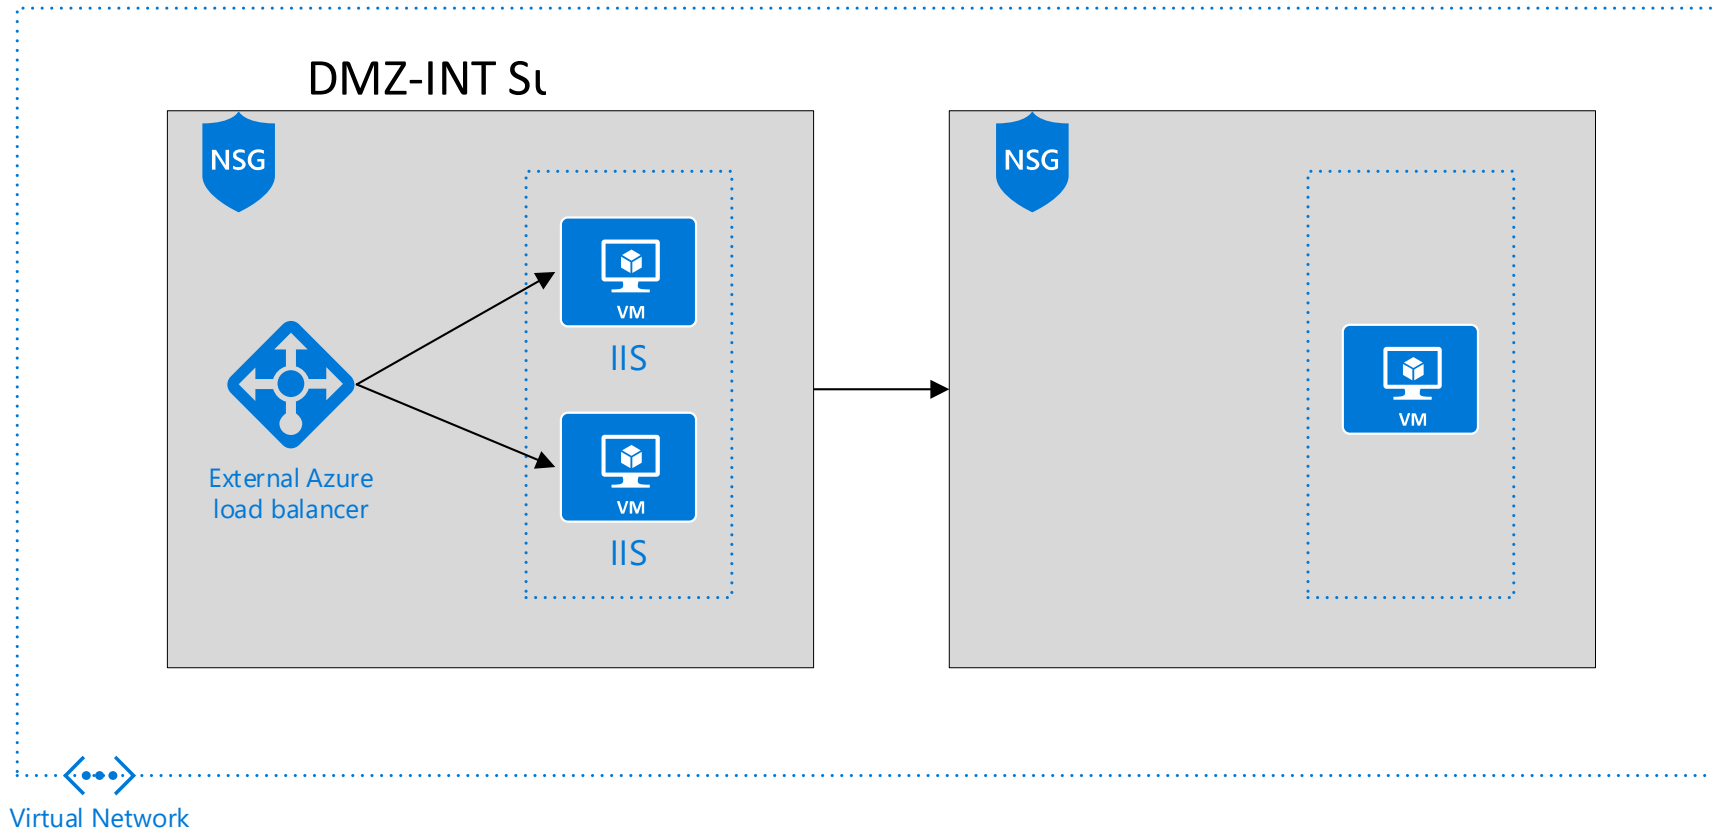 DMZ-INT
NSG
NSG
VM
IIS
VM
IIS
VM
External Azure
load balancer
Virtual Network